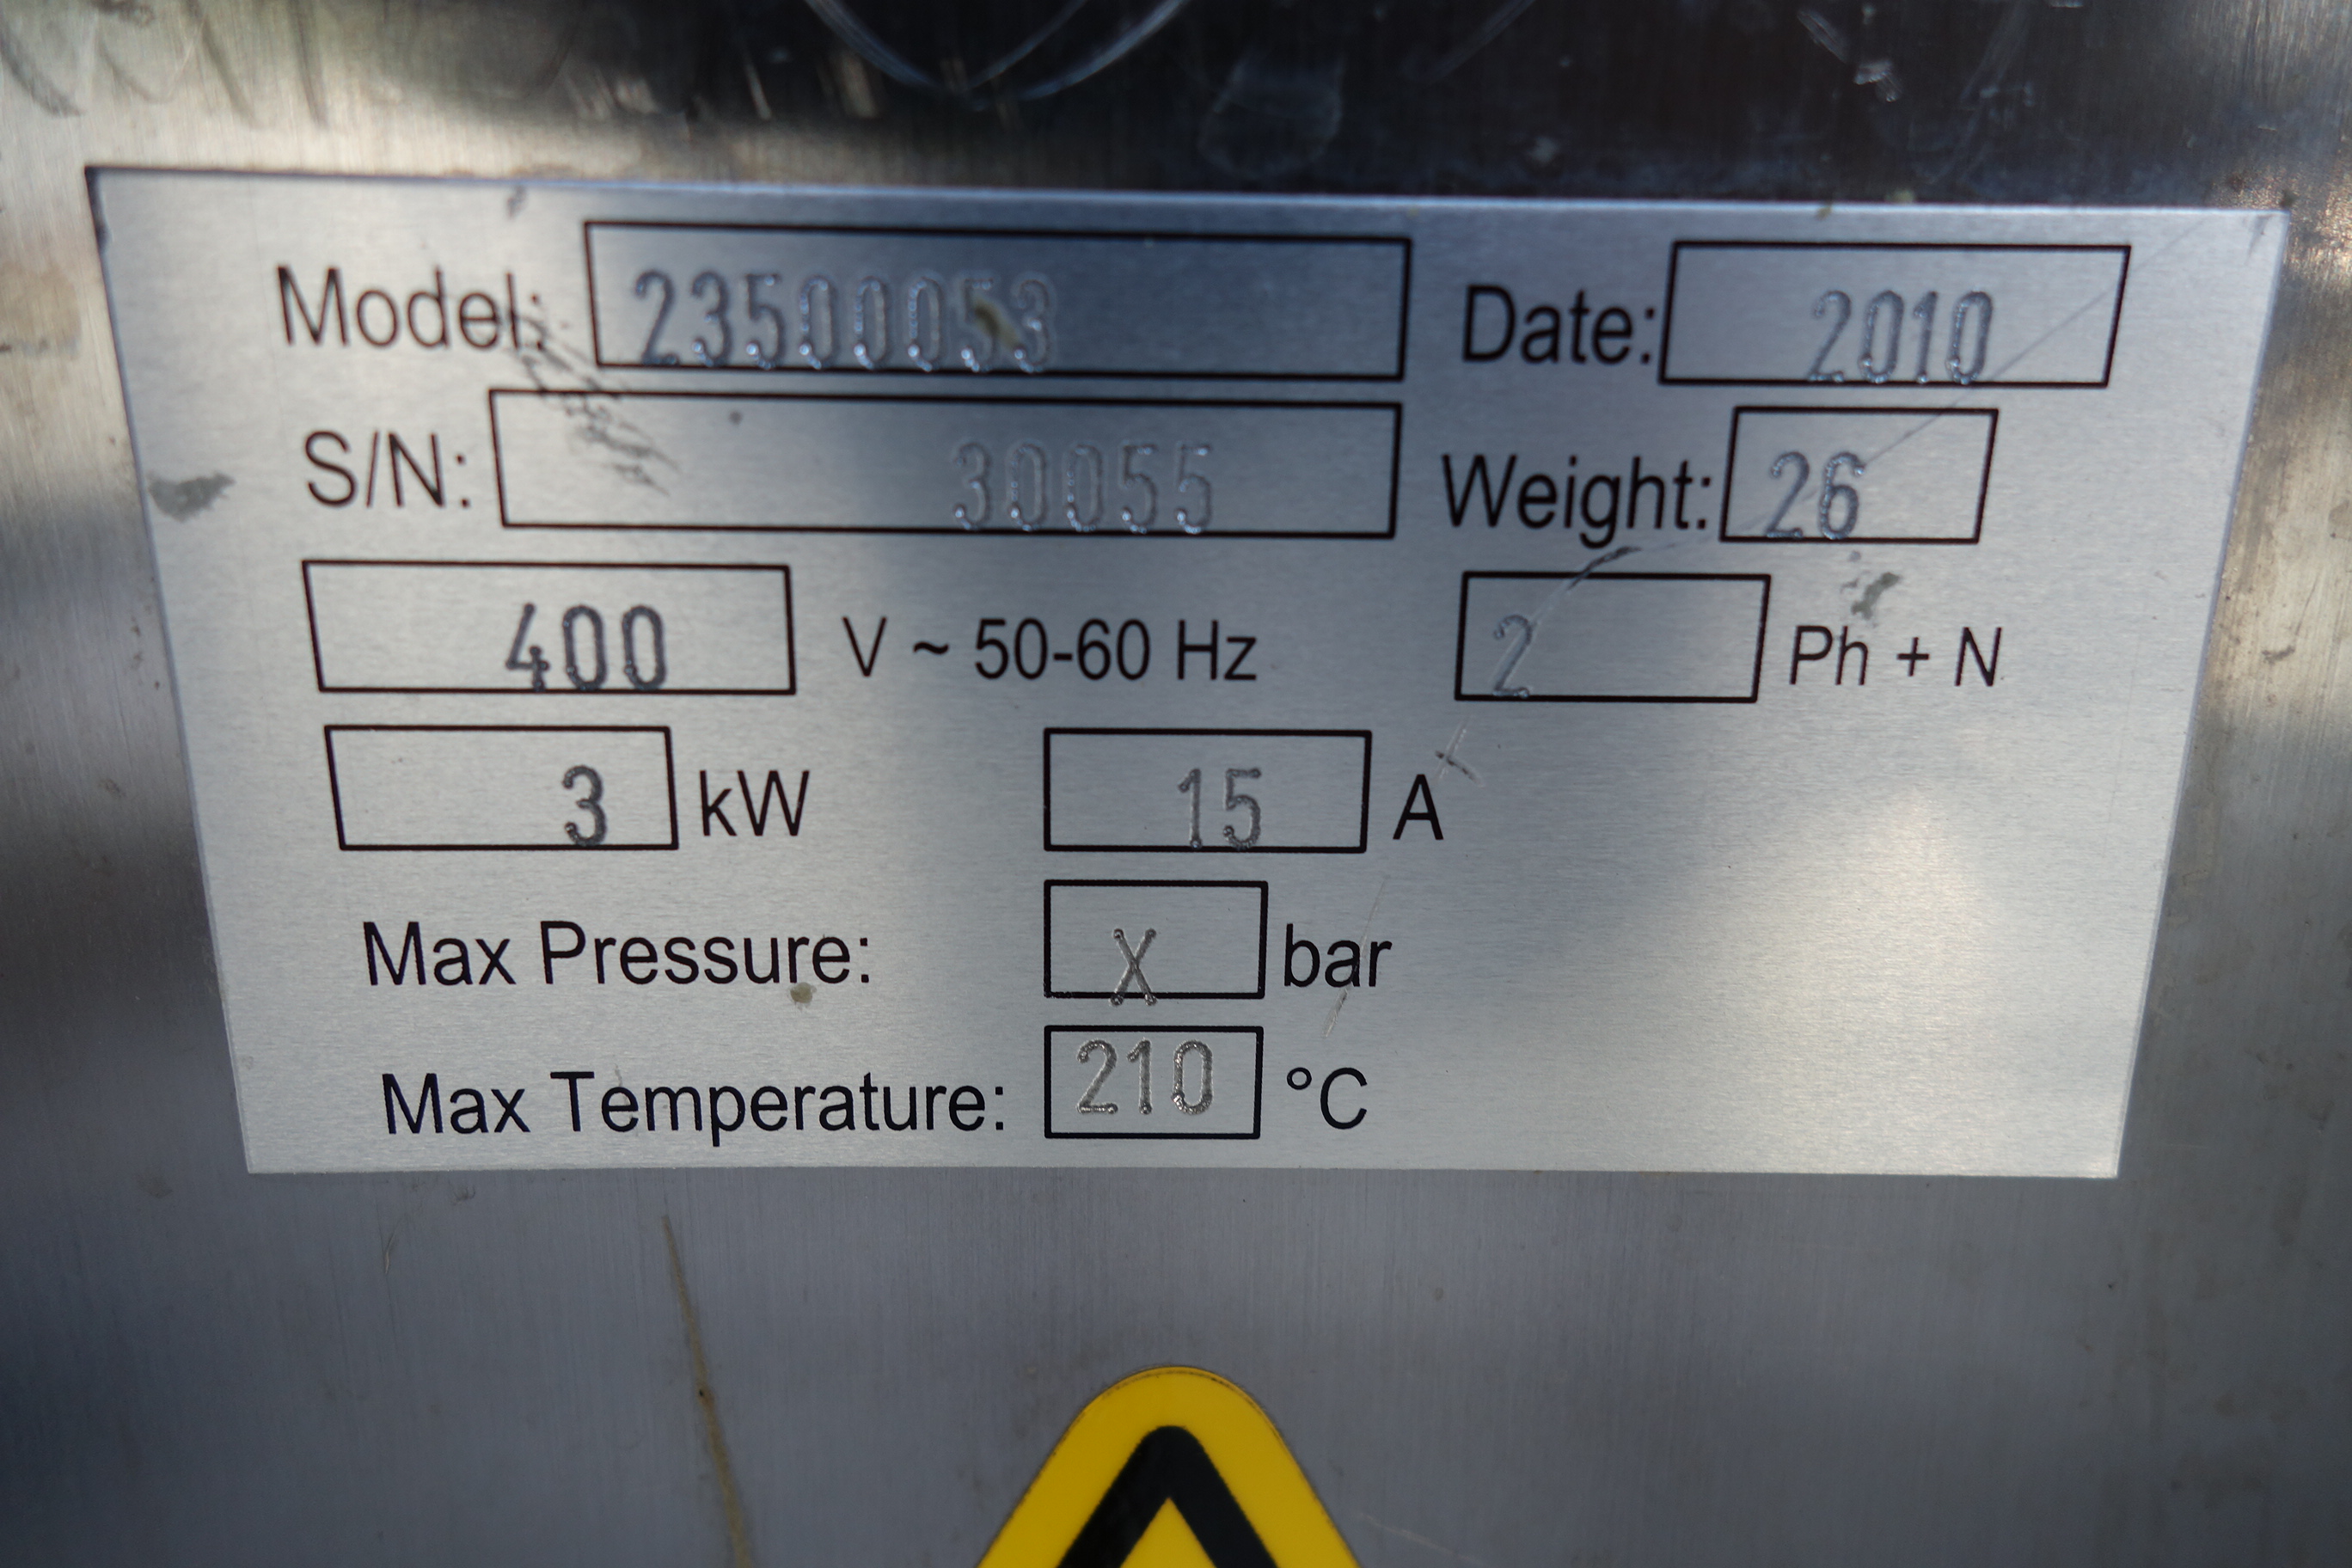 Model: 23500053 Date: 2010
S/N: 30055 Weight: 26
400 V ~ 50-60 Hz 2 Ph + N
3 kW 15 A
Max Pressure: X bar
Max Temperature: 210 °C